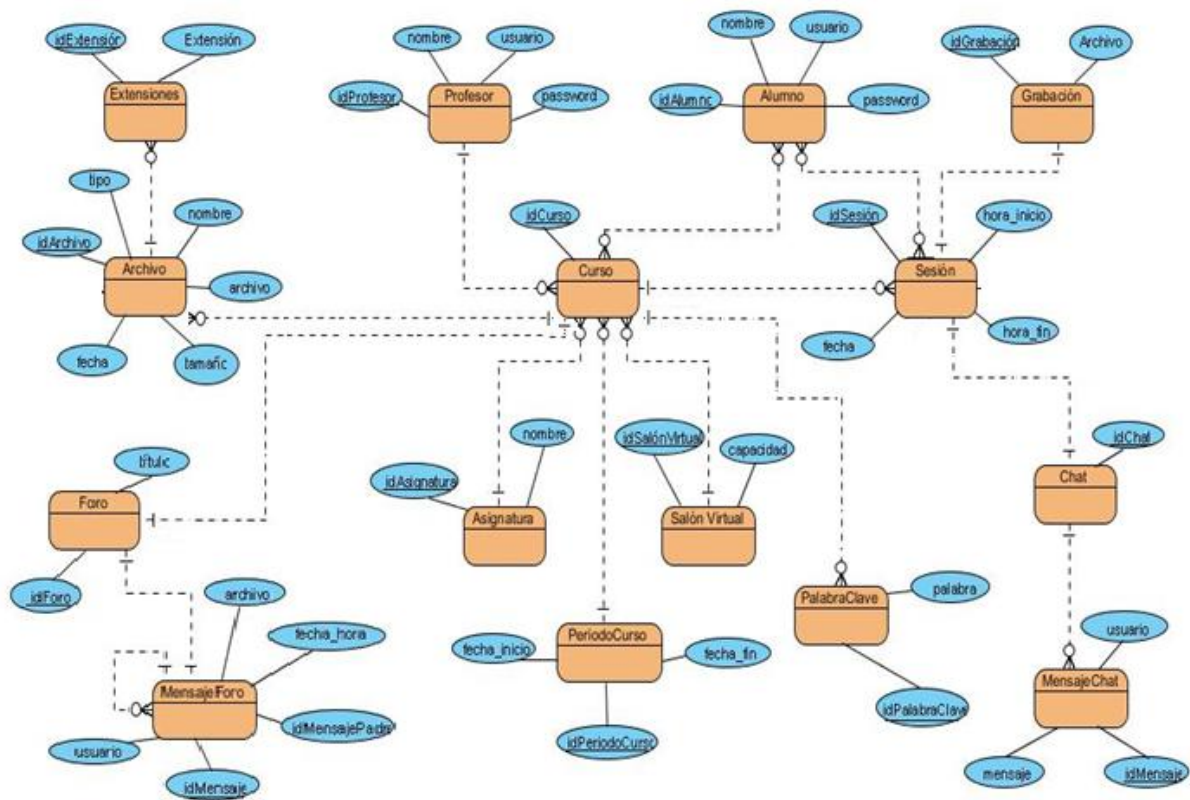 idExtensión
Extensión
Extensiones
nombre
usuario
idProfesor
Profesor
password
nombre
usuario
idAlumno
Alumno
password
idGrabación
Archivo
Grabación
tipo
nombre
idArchivo
Archivo
archivo
fecha
tamaño
idCurso
Curso
idSesión
hora_inicio
Sesión
fecha
hora_fin
título
Foro
idForo
nombre
idAsignatura
Asignatura
idSalónVirtual
capacidad
Salón Virtual
idChat
Chat
archivo
fecha_hora
MensajeForo
idMensajePadre
usuario
idMensaje
fecha_inicio
PeriodoCurso
fecha_fin
idPeriodoCurso
PalabraClave
palabra
idPalabraClave
usuario
MensajeChat
mensaje
idMensaje